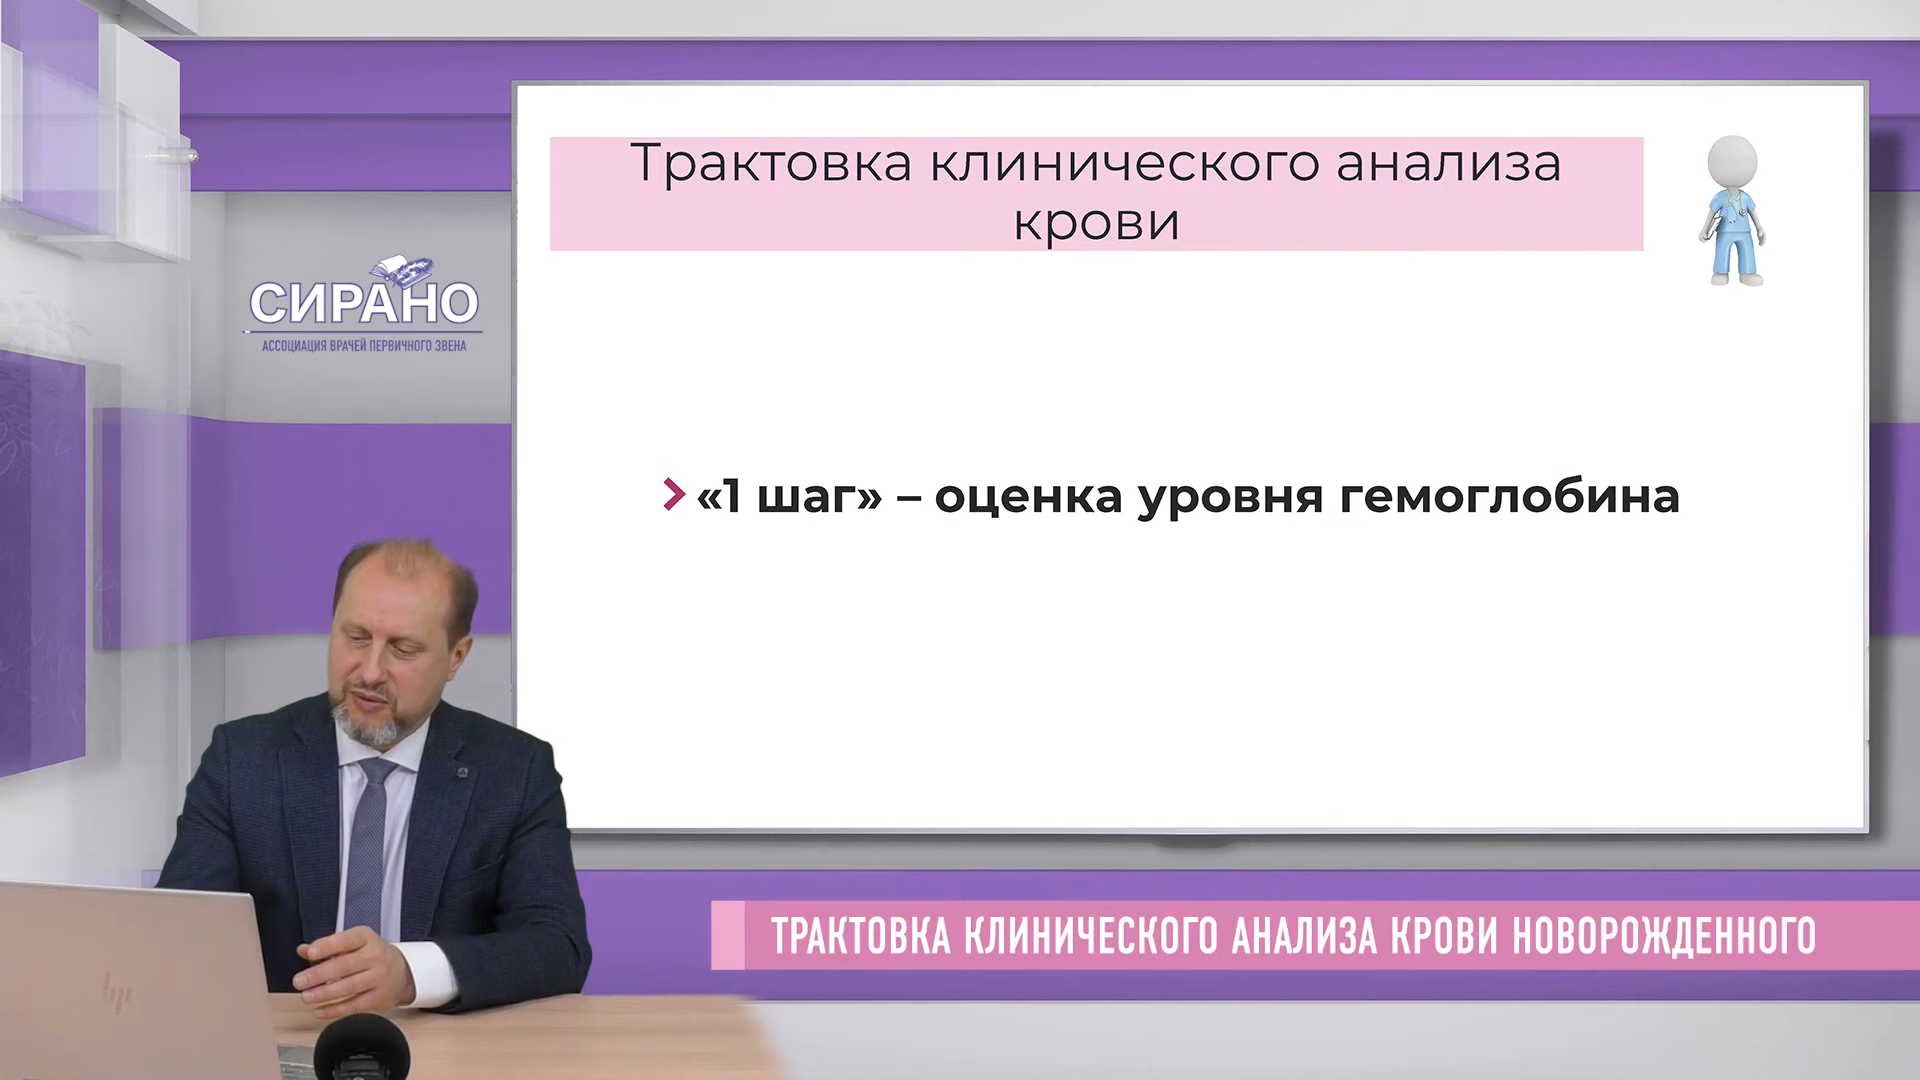 Трактовка клинического анализа
крови
СИРАНО
АССОЦИАЦИЯ ВРАЧЕЙ ПЕРВИЧНОГО ЗВЕНА
«1 шаг» – оценка уровня гемоглобина
hp
ТРАКТОВКА КЛИНИЧЕСКОГО АНАЛИЗА КРОВИ НОВОРОЖДЕННОГО